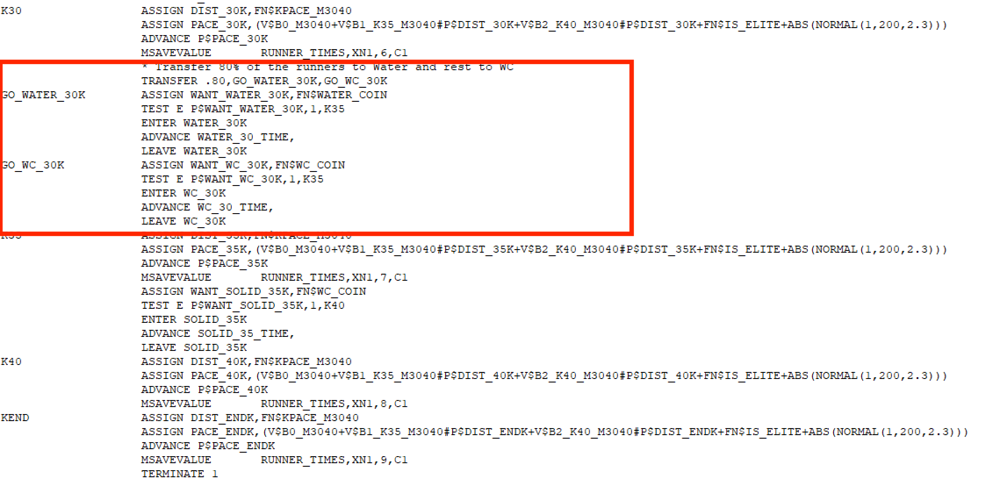 K30 ASSIGN DIST_30K,FN$KPACE_M3040
ASSIGN PACE_30K,(V$B0_M3040+V$B1_K35_M3040#P$DIST_30K+V$B2_K40_M3040#P$DIST_30K+FN$IS_ELITE+ABS(NORMAL(1,200,2.3)))
ADVANCE P$PACE_30K
MSAVEVALUE RUNNER_TIMES,XN1,6,C1
* Transfer 80% of the runners to Water and rest to WC
TRANSFER .80,GO_WATER_30K,GO_WC_30K
GO_WATER_30K ASSIGN WANT_WATER_30K,FN$WATER_COIN
TEST E P$WANT_WATER_30K,1,K35
ENTER WATER_30K
ADVANCE WATER_30_TIME,
LEAVE WATER_30K
GO_WC_30K ASSIGN WANT_WC_30K,FN$WC_COIN
TEST E P$WANT_WC_30K,1,K35
ENTER WC_30K
ADVANCE WC_30_TIME,
LEAVE WC_30K
K35 ASSIGN DIST_35K,FN$KPACE_M3040
ASSIGN PACE_35K,(V$B0_M3040+V$B1_K35_M3040#P$DIST_35K+V$B2_K40_M3040#P$DIST_35K+FN$IS_ELITE+ABS(NORMAL(1,200,2.3)))
ADVANCE P$PACE_35K
MSAVEVALUE RUNNER_TIMES,XN1,7,C1
ASSIGN WANT_SOLID_35K,FN$WC_COIN
TEST E P$WANT_SOLID_35K,1,K40
ENTER SOLID_35K
ADVANCE SOLID_35_TIME,
LEAVE SOLID_35K
K40 ASSIGN DIST_40K,FN$KPACE_M3040
ASSIGN PACE_40K,(V$B0_M3040+V$B1_K35_M3040#P$DIST_40K+V$B2_K40_M3040#P$DIST_40K+FN$IS_ELITE+ABS(NORMAL(1,200,2.3)))
ADVANCE P$PACE_40K
MSAVEVALUE RUNNER_TIMES,XN1,8,C1
KEND ASSIGN DIST_ENDK,FN$KPACE_M3040
ASSIGN PACE_ENDK,(V$B0_M3040+V$B1_K35_M3040#P$DIST_ENDK+V$B2_K40_M3040#P$DIST_ENDK+FN$IS_ELITE+ABS(NORMAL(1,200,2.3)))
ADVANCE P$PACE_ENDK
MSAVEVALUE RUNNER_TIMES,XN1,9,C1
TERMINATE 1